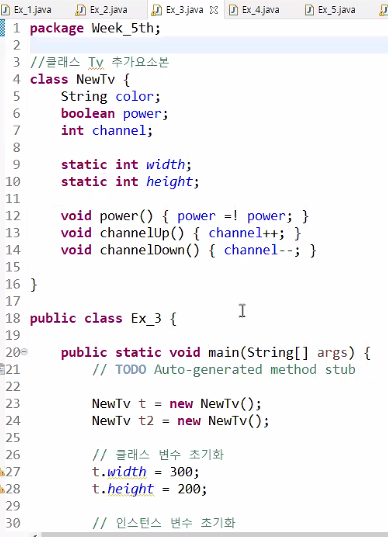 Ex_1.java Ex_2.java Ex_3.java Ex_4.java Ex_5.java
1 package Week_5th;
2
3 //클래스 Tv 추가요소본
4 class NewTv {
5 String color;
6 boolean power;
7 int channel;
8
9 static int width;
10 static int height;
11
12 void power() { power =! power; }
13 void channelUp() { channel++; }
14 void channelDown() { channel--; }
15
16 }
17
18 public class Ex_3 {
19
20 public static void main(String[] args) {
21 // TODO Auto-generated method stub
22
23 NewTv t = new NewTv();
24 NewTv t2 = new NewTv();
25
26 // 클래스 변수 초기화
27 t.width = 300;
28 t.height = 200;
29
30 // 인스턴스 변수 초기화